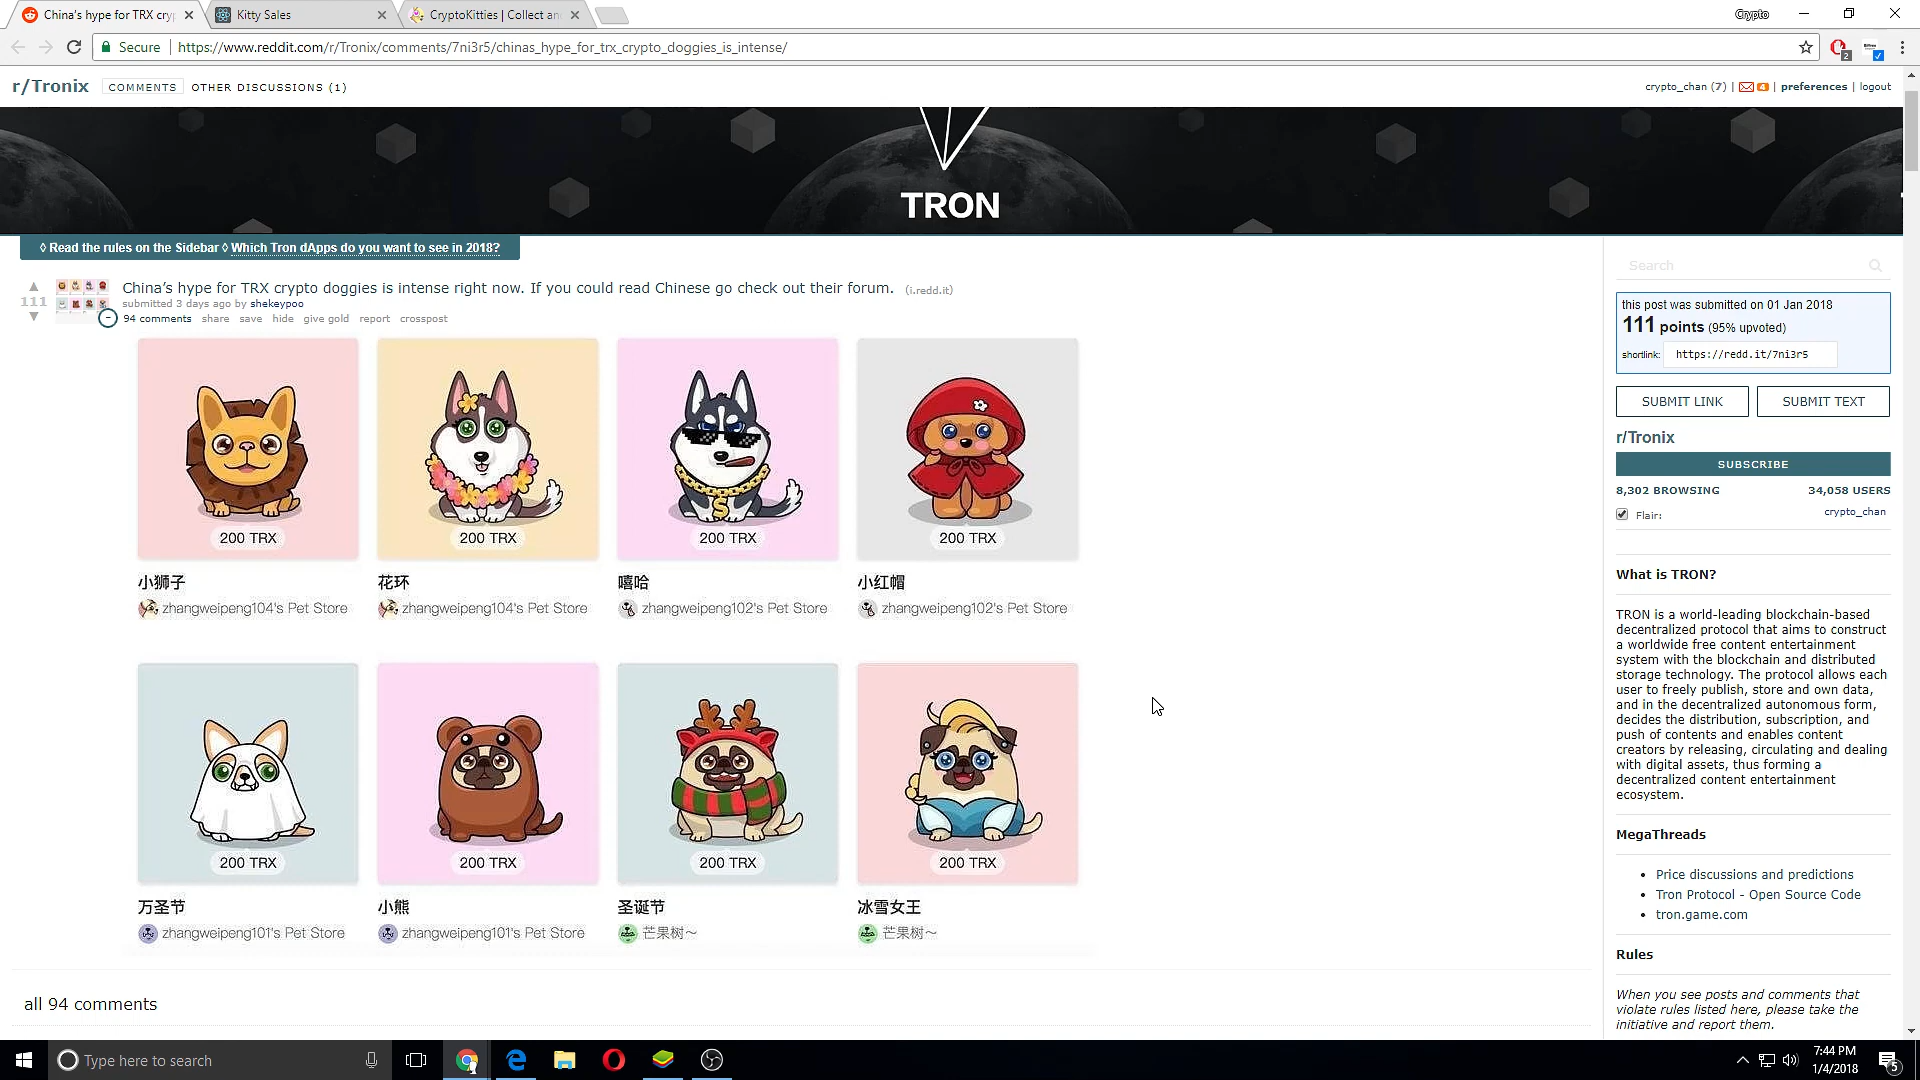 China's hype for TRX cry
Kitty Sales
CryptoKitties | Collect an
Crypto
Secure
https://www.reddit.com/r/Tronix/comments/7ni3r5/chinas_hype_for_trx_crypto_doggies_is_intense/
2
r/Tronix COMMENTS OTHER DISCUSSIONS (1)
crypto_chan (7) | 4 | preferences | logout
TRON
◊ Read the rules on the Sidebar ◊ Which Tron dApps do you want to see in 2018?
Search
111
China's hype for TRX crypto doggies is intense right now. If you could read Chinese go check out their forum. (i.redd.it)
submitted 3 days ago by shekeypoo
94 comments share save hide give gold report crosspost
200 TRX 200 TRX 200 TRX 200 TRX
小狮子 花环 嘻哈 小红帽
zhangweipeng104's Pet Store zhangweipeng104's Pet Store zhangweipeng102's Pet Store zhangweipeng102's Pet Store
200 TRX 200 TRX 200 TRX 200 TRX
万圣节 小熊 圣诞节 冰雪女王
zhangweipeng101's Pet Store zhangweipeng101's Pet Store 芒果树～ 芒果树～
all 94 comments
this post was submitted on 01 Jan 2018
111 points (95% upvoted)
shortlink: https://redd.it/7ni3r5
SUBMIT LINK SUBMIT TEXT
r/Tronix
SUBSCRIBE
8,302 BROWSING 34,058 USERS
Flair: crypto_chan
What is TRON?
TRON is a world-leading blockchain-based
decentralized protocol that aims to construct
a worldwide free content entertainment
system with the blockchain and distributed
storage technology. The protocol allows each
user to freely publish, store and own data,
and in the decentralized autonomous form,
decides the distribution, subscription, and
push of contents and enables content
creators by releasing, circulating and dealing
with digital assets, thus forming a
decentralized content entertainment
ecosystem.
MegaThreads
• Price discussions and predictions
• Tron Protocol - Open Source Code
• tron.game.com
Rules
When you see posts and comments that
violate rules listed here, please take the
initiative and report them.
Type here to search
7:44 PM
1/4/2018
5